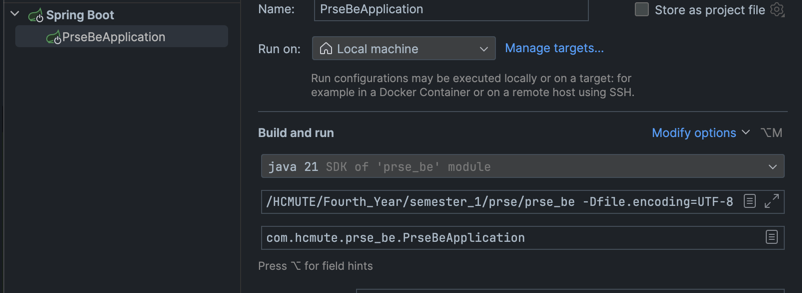 Spring Boot
PrseBeApplication
Name: PrseBeApplication
Store as project file
Run on: Local machine
Manage targets...
Run configurations may be executed locally or on a target: for
example in a Docker Container or on a remote host using SSH.
Build and run
Modify options ⌥M
java 21 SDK of 'prse_be' module
/HCMUTE/Fourth_Year/semester_1/prse/prse_be -Dfile.encoding=UTF-8
com.hcmute.prse_be.PrseBeApplication
Press ⌥ for field hints